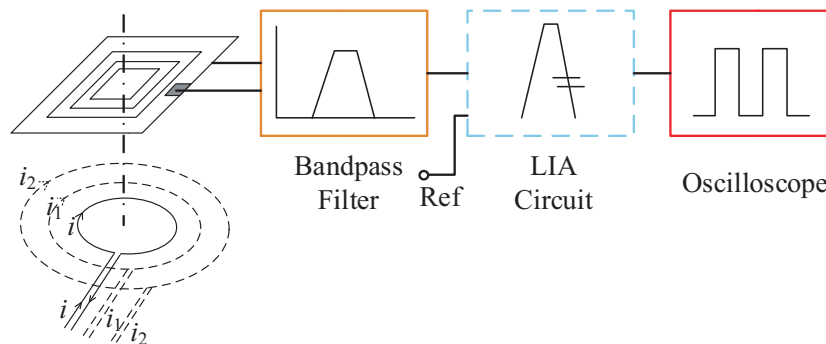 Bandpass
Filter
Ref
LIA
Circuit
Oscilloscope
i2
i1
i
i
i1
i2